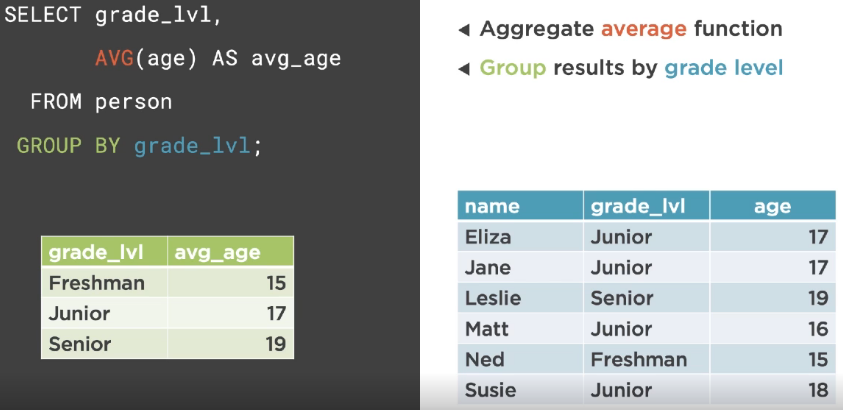 SELECT grade_lvl,
AVG(age) AS avg_age
FROM person
GROUP BY grade_lvl;
◄ Aggregate average function
◄ Group results by grade level
grade_lvl avg_age
Freshman 15
Junior 17
Senior 19
name grade_lvl age
Eliza Junior 17
Jane Junior 17
Leslie Senior 19
Matt Junior 16
Ned Freshman 15
Susie Junior 18